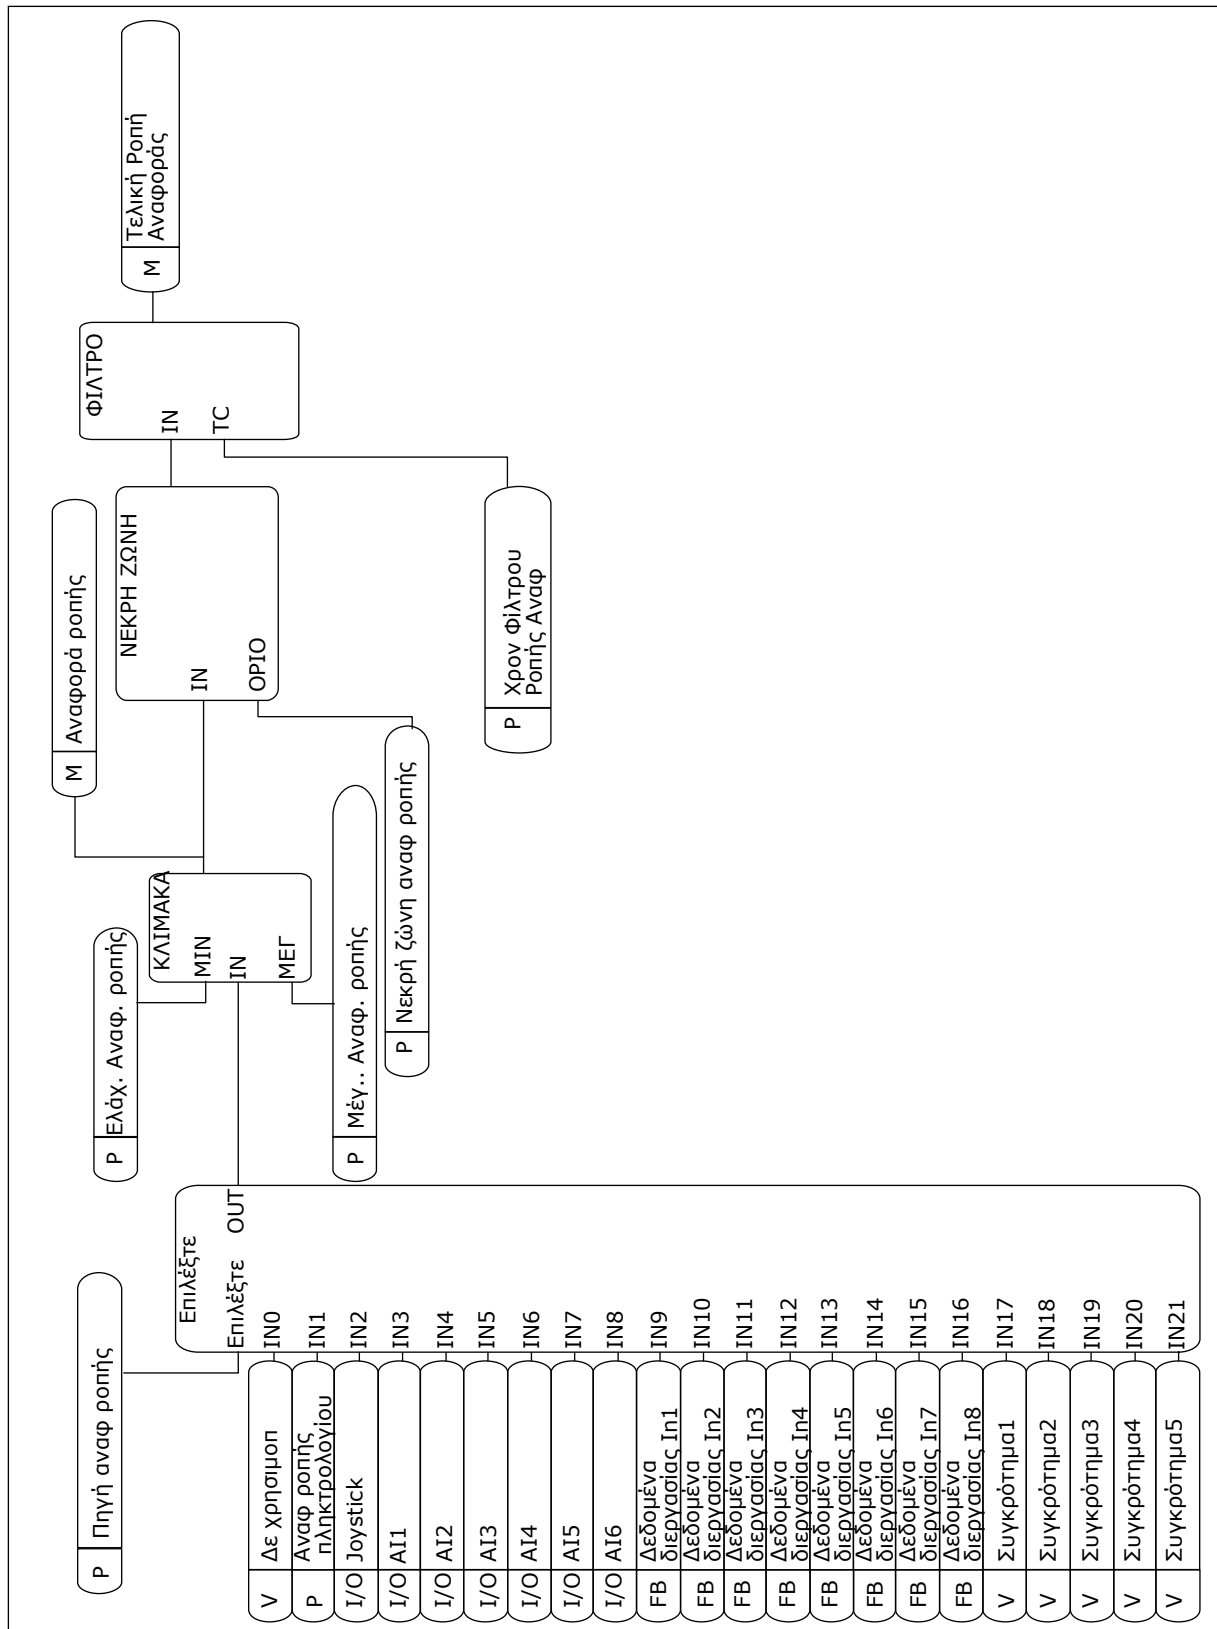 P Πηγή αναφ ροπής
Επιλέξτε
Επιλέξτε OUT
V Δε χρησιμοπ IN0
P Αναφ ροπής
πληκτρολογίου IN1
I/O Joystick IN2
I/O AI1 IN3
I/O AI2 IN4
I/O AI3 IN5
I/O AI4 IN6
I/O AI5 IN7
I/O AI6 IN8
FB Δεδομένα
διεργασίας In1 IN9
FB Δεδομένα
διεργασίας In2 IN10
FB Δεδομένα
διεργασίας In3 IN11
FB Δεδομένα
διεργασίας In4 IN12
FB Δεδομένα
διεργασίας In5 IN13
FB Δεδομένα
διεργασίας In6 IN14
FB Δεδομένα
διεργασίας In7 IN15
FB Δεδομένα
διεργασίας In8 IN16
V Συγκρότημα1 IN17
V Συγκρότημα2 IN18
V Συγκρότημα3 IN19
V Συγκρότημα4 IN20
V Συγκρότημα5 IN21
P Ελάχ. Αναφ. ροπής
ΚΛΙΜΑΚΑ
MIN
IN
ΜΕΓ
P Μέγ.. Αναφ. ροπής
P Νεκρή ζώνη αναφ ροπής
M Αναφορά ροπής
ΝΕΚΡΗ ΖΩΝΗ
IN
ΟΡΙΟ
P Χρον Φίλτρου
Ροπής Αναφ
ΦΙΛΤΡΟ
IN
TC
M Τελική Ροπή
Αναφοράς